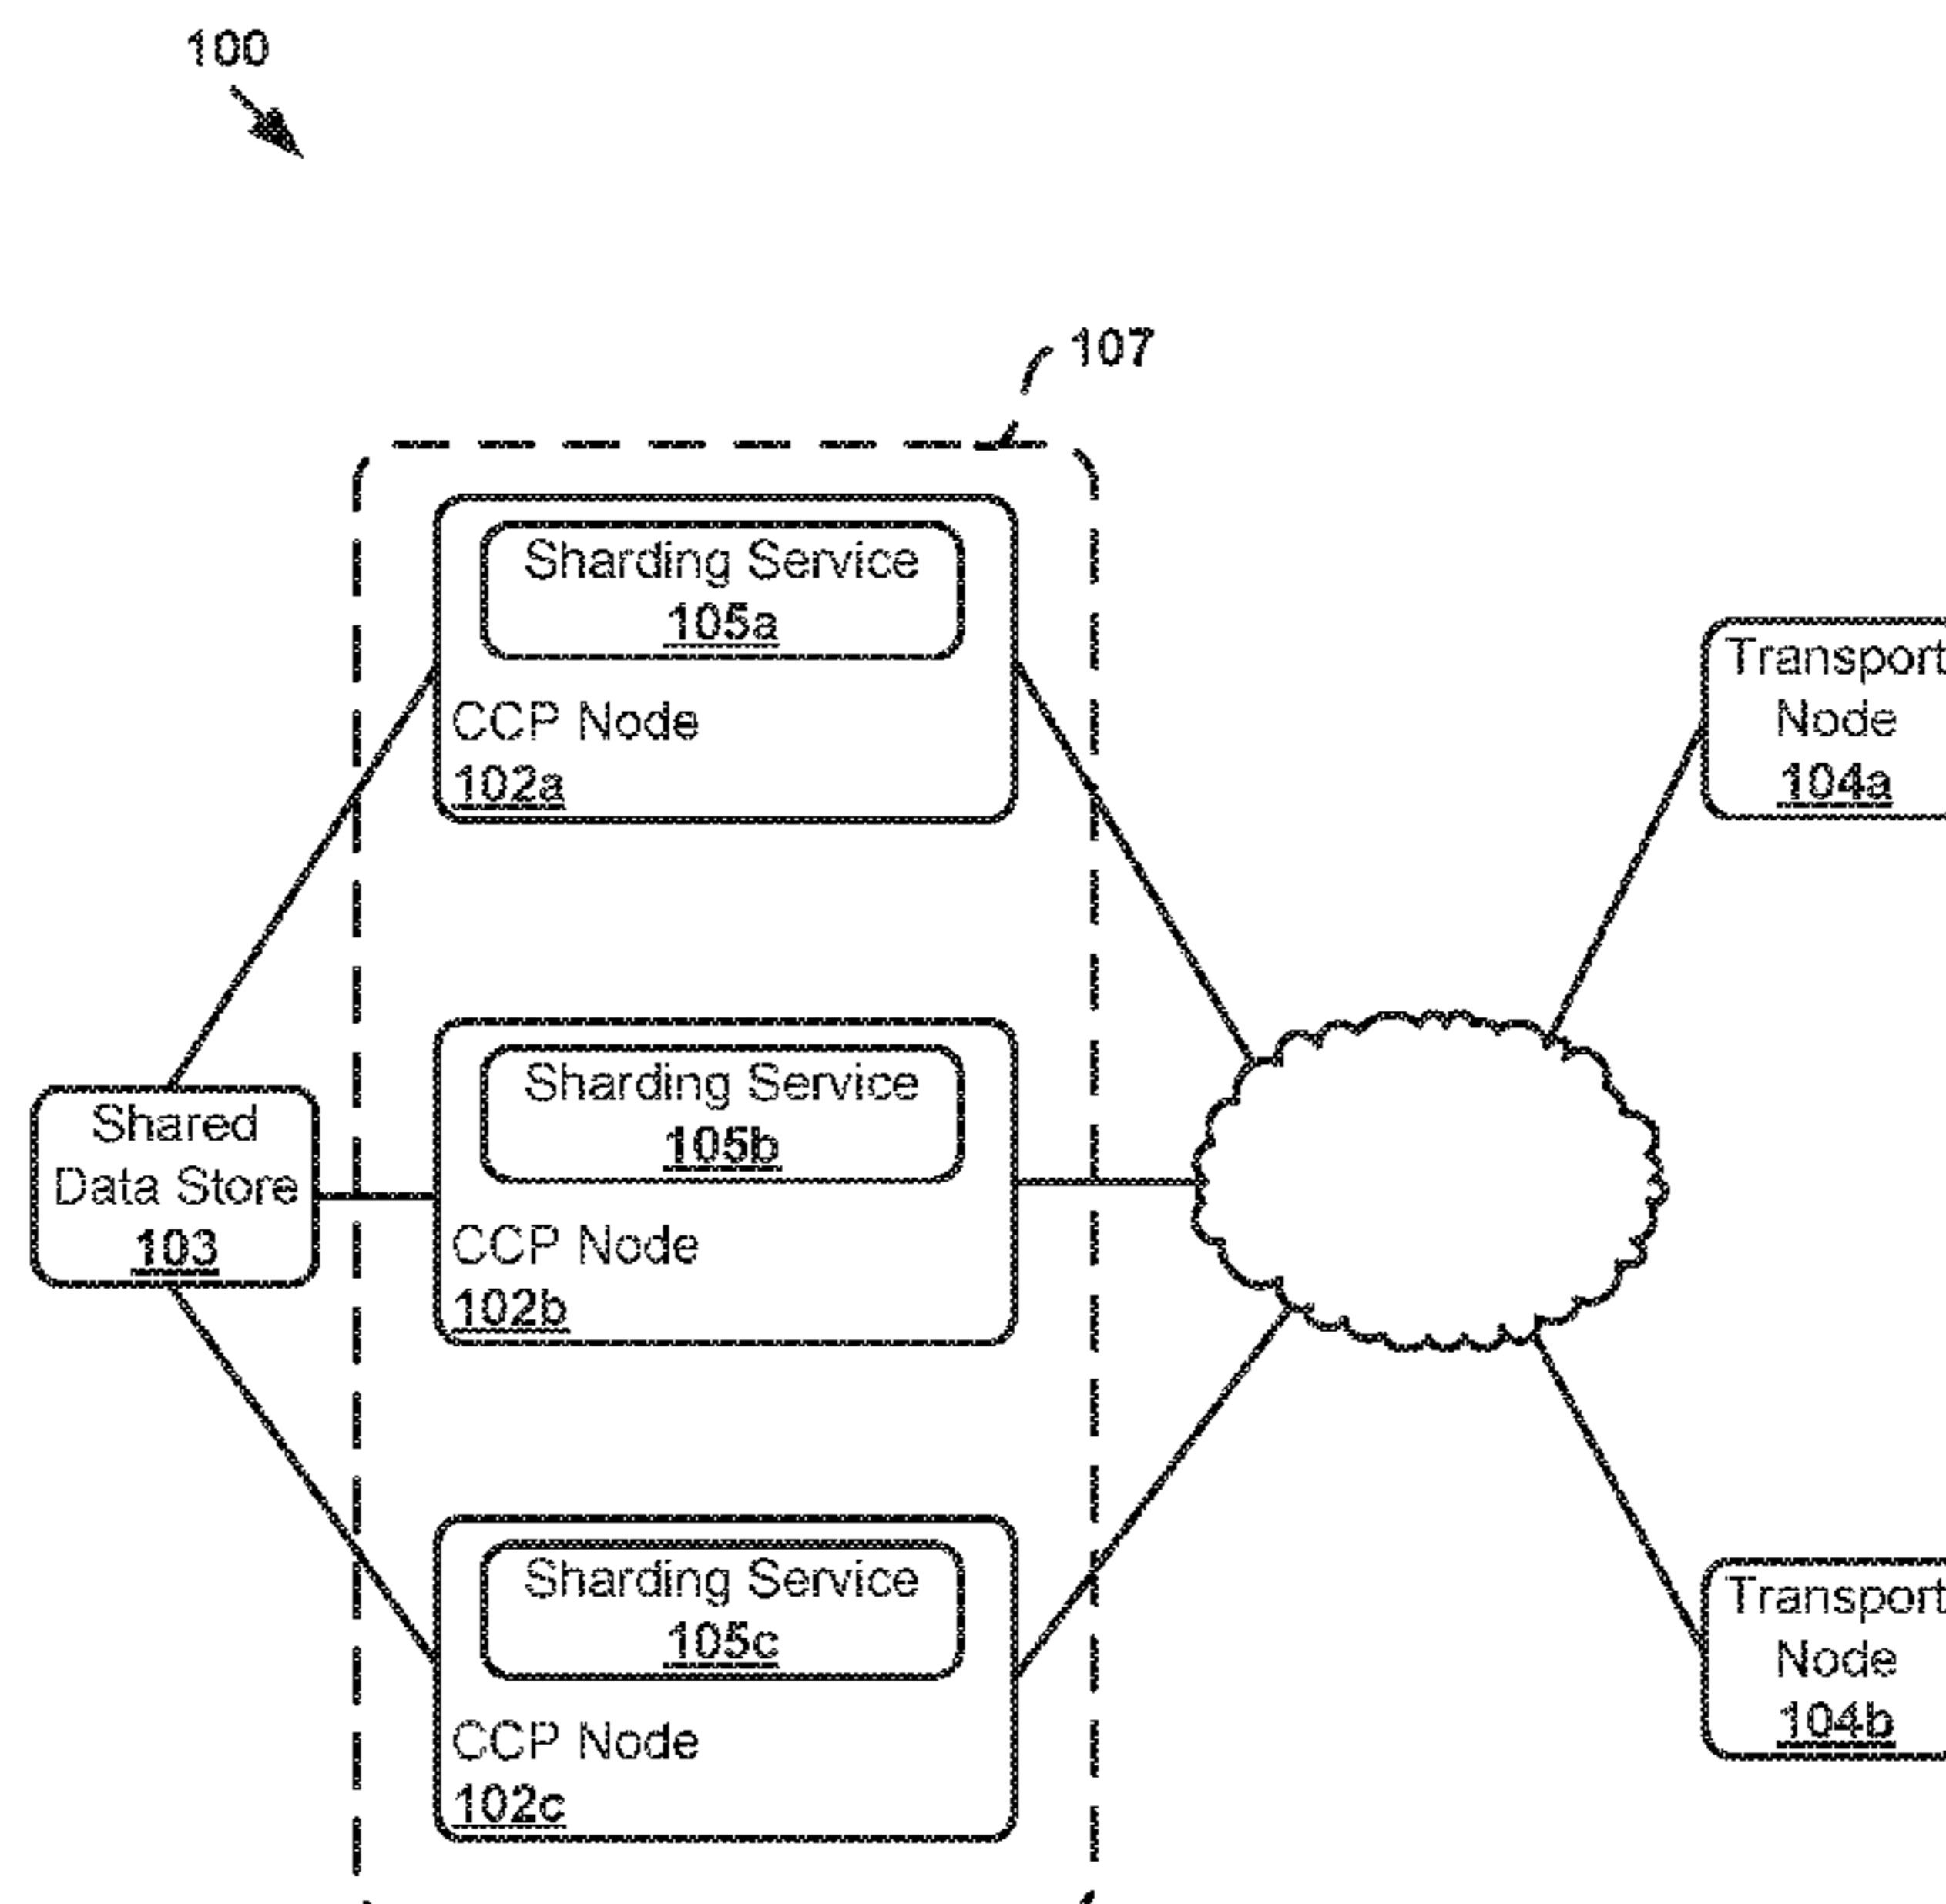 100
107
Sharding Service
105a
CCP Node
102a
Transport
Node
104a
Sharding Service
105b
CCP Node
102b
Shared
Data Store
103
Sharding Service
105c
CCP Node
102c
Transport
Node
104b